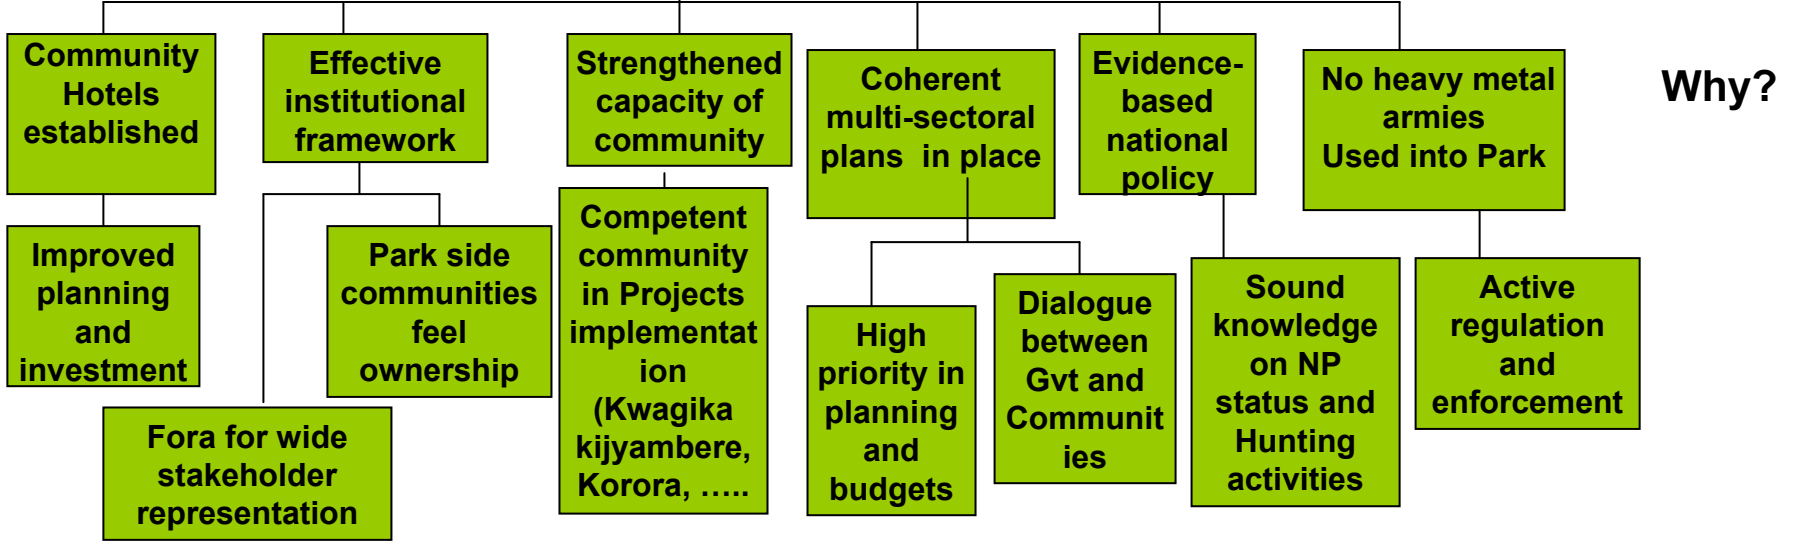 Community
Hotels
established
Effective
institutional
framework
Strengthened
capacity of
community
Coherent
multi-sectoral
plans in place
Evidence-
based
national
policy
No heavy metal
armies
Used into Park
Why?
Improved
planning
and
investment
Park side
communities
feel
ownership
Fora for wide
stakeholder
representation
Competent
community
in Projects
implementat
ion
(Kwagika
kijyambere,
Korora, …..
High
priority in
planning
and
budgets
Dialogue
between
Gvt and
Communit
ies
Sound
knowledge
on NP
status and
Hunting
activities
Active
regulation
and
enforcement